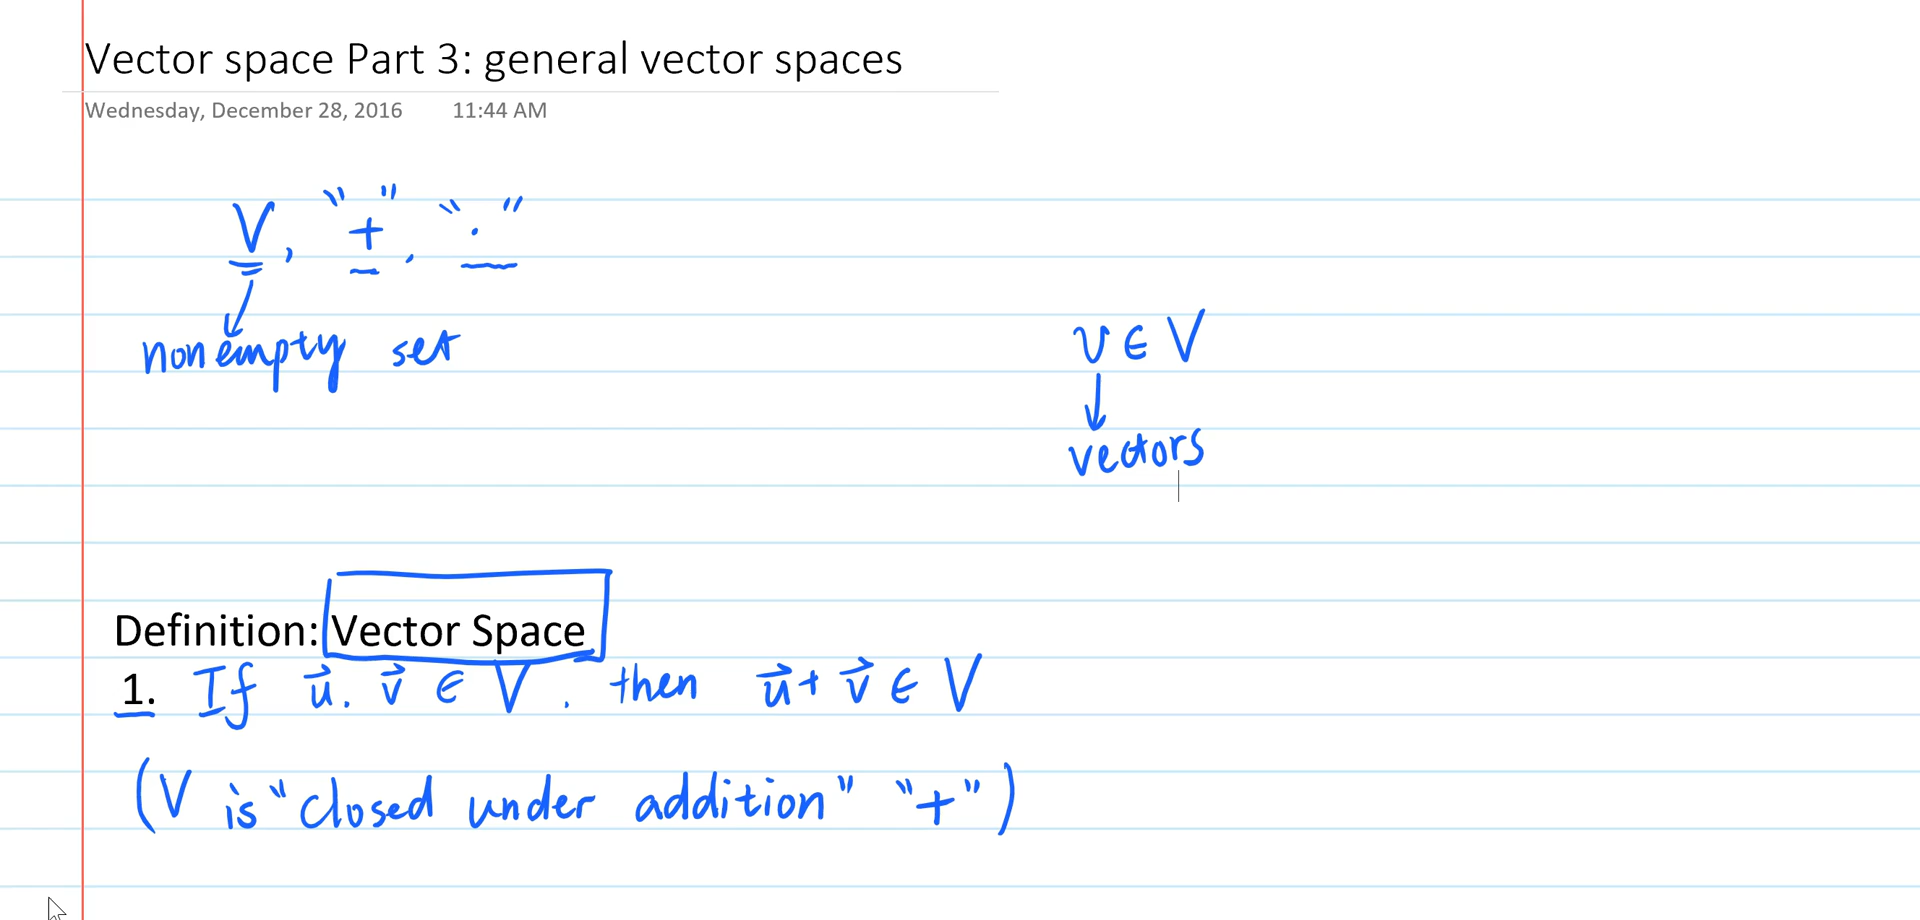 Vector space Part 3: general vector spaces
Wednesday, December 28, 2016 11:44 AM
V, "+", "·"
nonempty set
v ∈ V
vectors
Definition: Vector Space
1. If u⃗, v⃗ ∈ V, then u⃗ + v⃗ ∈ V
(V is "closed under addition" "+")